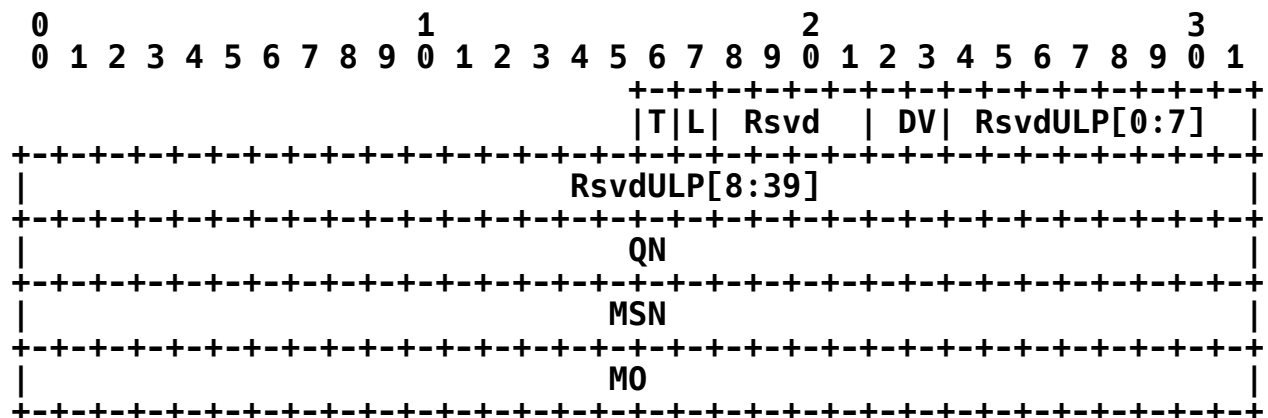 0                   1                   2                   3
0 1 2 3 4 5 6 7 8 9 0 1 2 3 4 5 6 7 8 9 0 1 2 3 4 5 6 7 8 9 0 1
                                +-+-+-+-+-+-+-+-+-+-+-+-+-+-+-+-+
                                |T|L| Rsvd  | DV| RsvdULP[0:7]  |
+-+-+-+-+-+-+-+-+-+-+-+-+-+-+-+-+-+-+-+-+-+-+-+-+-+-+-+-+-+-+-+-+
|                            RsvdULP[8:39]                      |
+-+-+-+-+-+-+-+-+-+-+-+-+-+-+-+-+-+-+-+-+-+-+-+-+-+-+-+-+-+-+-+-+
|                               QN                              |
+-+-+-+-+-+-+-+-+-+-+-+-+-+-+-+-+-+-+-+-+-+-+-+-+-+-+-+-+-+-+-+-+
|                              MSN                              |
+-+-+-+-+-+-+-+-+-+-+-+-+-+-+-+-+-+-+-+-+-+-+-+-+-+-+-+-+-+-+-+-+
|                              MO                               |
+-+-+-+-+-+-+-+-+-+-+-+-+-+-+-+-+-+-+-+-+-+-+-+-+-+-+-+-+-+-+-+-+